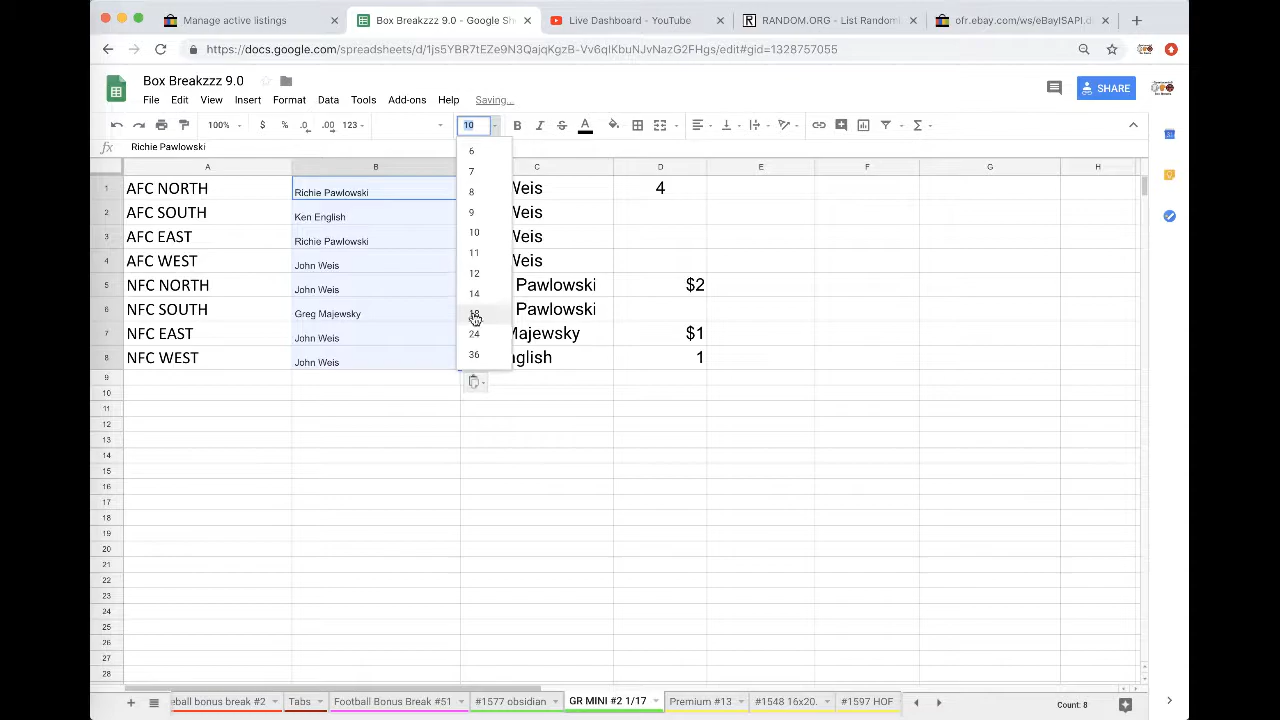 Manage active listings ×
Box Breakzzz 9.0 - Google Sh ×
Live Dashboard - YouTube ×
RANDOM.ORG - List Randomi ×
ofr.ebay.com/ws/eBayISAPI.d ×
https://docs.google.com/spreadsheets/d/1js5YBR7tEZe9N3QajqKgzB-Vv6qIKbuNJvNazG2FHgs/edit#gid=1328757055
Box Breakzzz 9.0
File Edit View Insert Format Data Tools Add-ons Help Saving...
SHARE
100% $ % .0 .00 123 10 B I S A Σ
fx Richie Pawlowski
A B C D E F G H
1 AFC NORTH Richie Pawlowski Weis 4
2 AFC SOUTH Ken English Weis
3 AFC EAST Richie Pawlowski Weis
4 AFC WEST John Weis Weis
5 NFC NORTH John Weis Pawlowski $2
6 NFC SOUTH Greg Majewsky Pawlowski
7 NFC EAST John Weis Majewsky $1
8 NFC WEST John Weis nglish 1
6
7
8
9
10
11
12
14
18
24
36
9
10
11
12
13
14
15
16
17
18
19
20
21
22
23
24
25
26
27
28
eball bonus break #2 Tabs Football Bonus Break #51 #1577 obsidian GR MINI #2 1/17 Premium #13 #1548 16x20. #1597 HOF
Count: 8